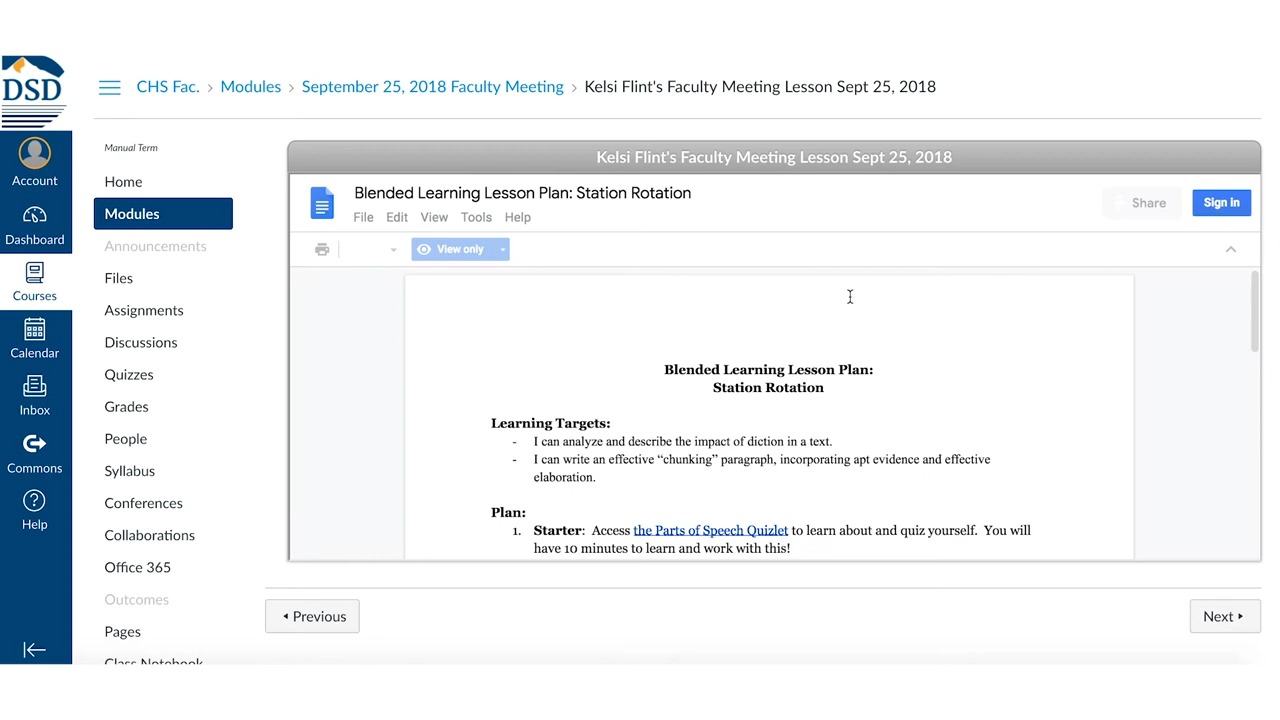 DSD
CHS Fac. › Modules › September 25, 2018 Faculty Meeting › Kelsi Flint's Faculty Meeting Lesson Sept 25, 2018
Account
Dashboard
Courses
Calendar
Inbox
Commons
Help
Manual Term
Home
Modules
Announcements
Files
Assignments
Discussions
Quizzes
Grades
People
Syllabus
Conferences
Collaborations
Office 365
Outcomes
Pages
Class Notebook
Kelsi Flint's Faculty Meeting Lesson Sept 25, 2018
Blended Learning Lesson Plan: Station Rotation
File Edit View Tools Help
Share
Sign in
View only
Blended Learning Lesson Plan:
Station Rotation
Learning Targets:
- I can analyze and describe the impact of diction in a text.
- I can write an effective “chunking” paragraph, incorporating apt evidence and effective
elaboration.
Plan:
1. Starter: Access the Parts of Speech Quizlet to learn about and quiz yourself. You will
have 10 minutes to learn and work with this!
Previous
Next